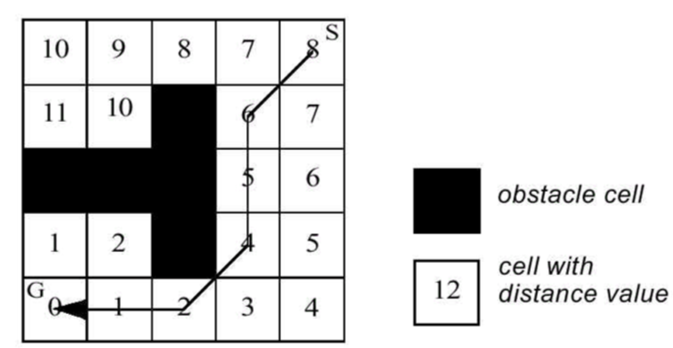 S
10 9 8 7 8
11 10 6 7
5 6
1 2 4 5
G
0 1 2 3 4
obstacle cell
12
cell with
distance value